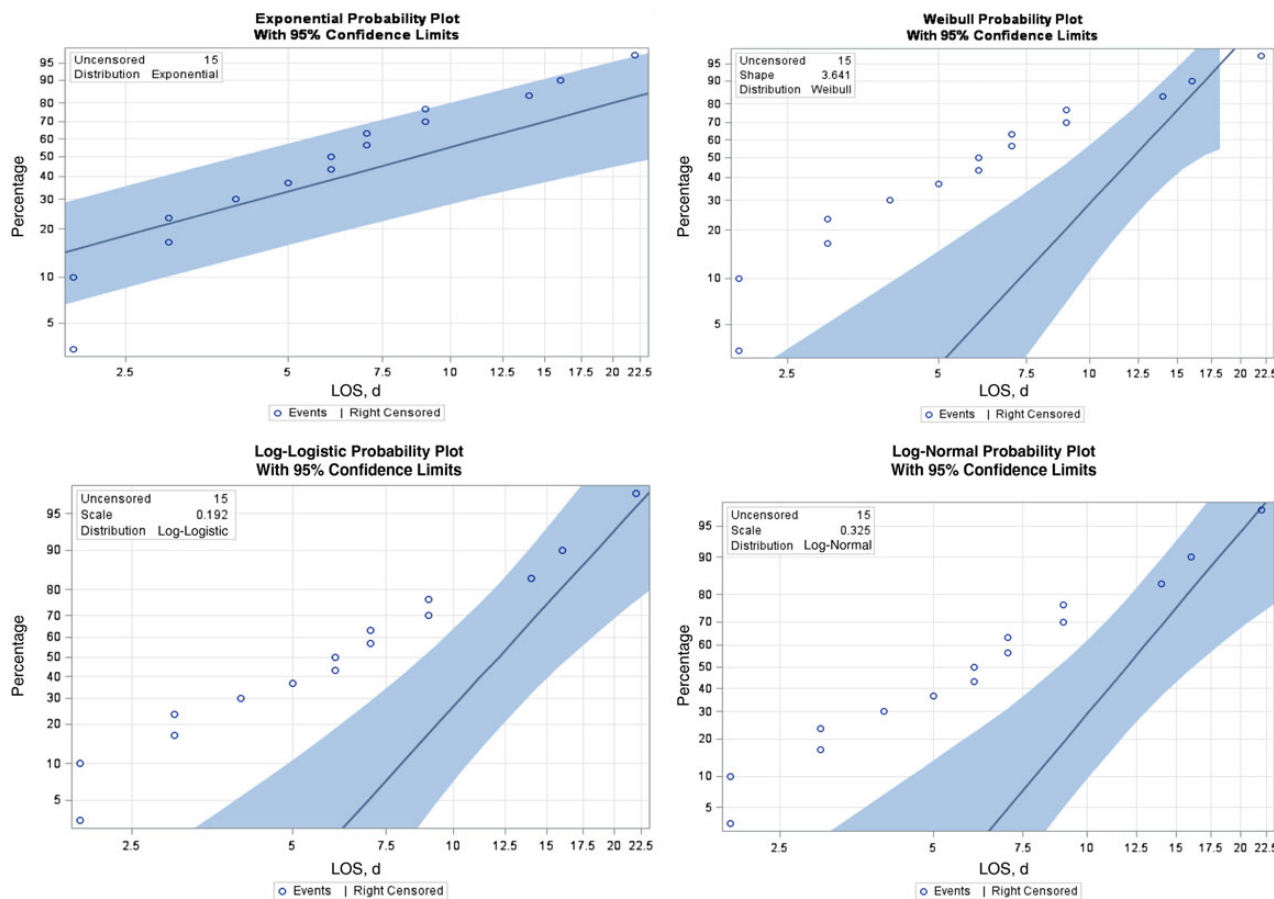 Exponential Probability Plot
With 95% Confidence Limits
Uncensored 15
Distribution Exponential
Percentage
95
90
80
70
60
50
40
30
20
10
5
2.5 5 7.5 10 12.5 15 17.5 20 22.5
LOS, d
Events | Right Censored
Weibull Probability Plot
With 95% Confidence Limits
Uncensored 15
Shape 3.641
Distribution Weibull
Percentage
95
90
80
70
60
50
40
30
20
10
5
2.5 5 7.5 10 12.5 15 17.5 20 22.5
LOS, d
Events | Right Censored
Log-Logistic Probability Plot
With 95% Confidence Limits
Uncensored 15
Scale 0.192
Distribution Log-Logistic
Percentage
95
90
80
70
60
50
40
30
20
10
5
2.5 5 7.5 10 12.5 15 17.5 20 22.5
LOS, d
Events | Right Censored
Log-Normal Probability Plot
With 95% Confidence Limits
Uncensored 15
Scale 0.325
Distribution Log-Normal
Percentage
95
90
80
70
60
50
40
30
20
10
5
2.5 5 7.5 10 12.5 15 17.5 20 22.5
LOS, d
Events | Right Censored